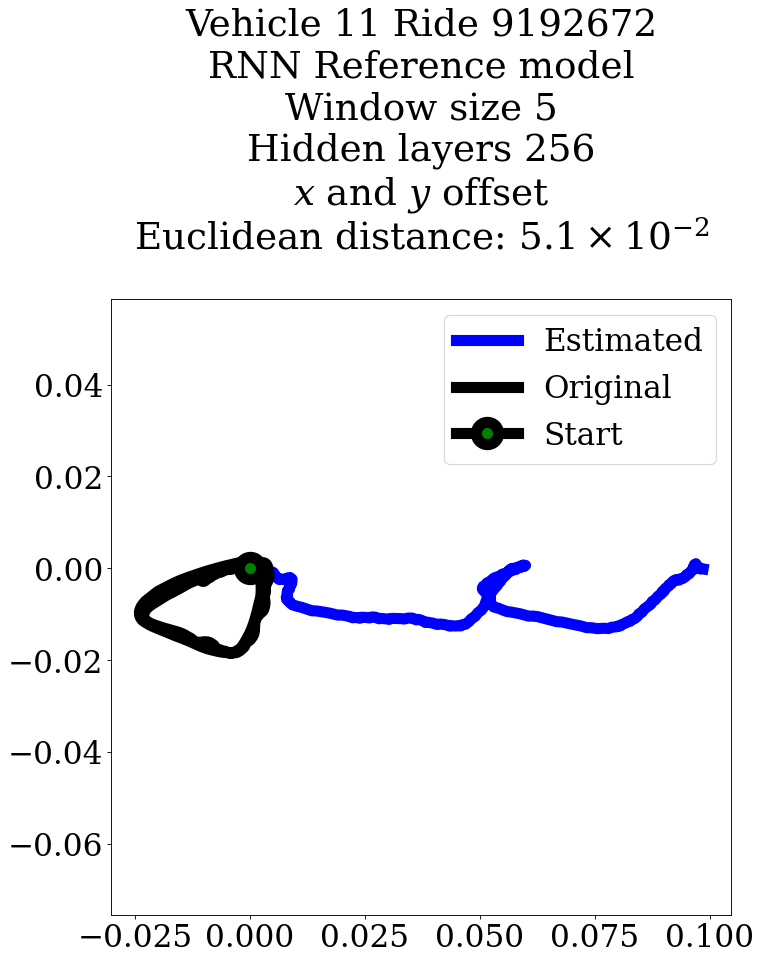 Vehicle 11 Ride 9192672
RNN Reference model
Window size 5
Hidden layers 256
x and y offset
Euclidean distance: 5.1 × 10⁻²
Estimated
Original
Start
0.04
0.02
0.00
−0.02
−0.04
−0.06
−0.025 0.000 0.025 0.050 0.075 0.100